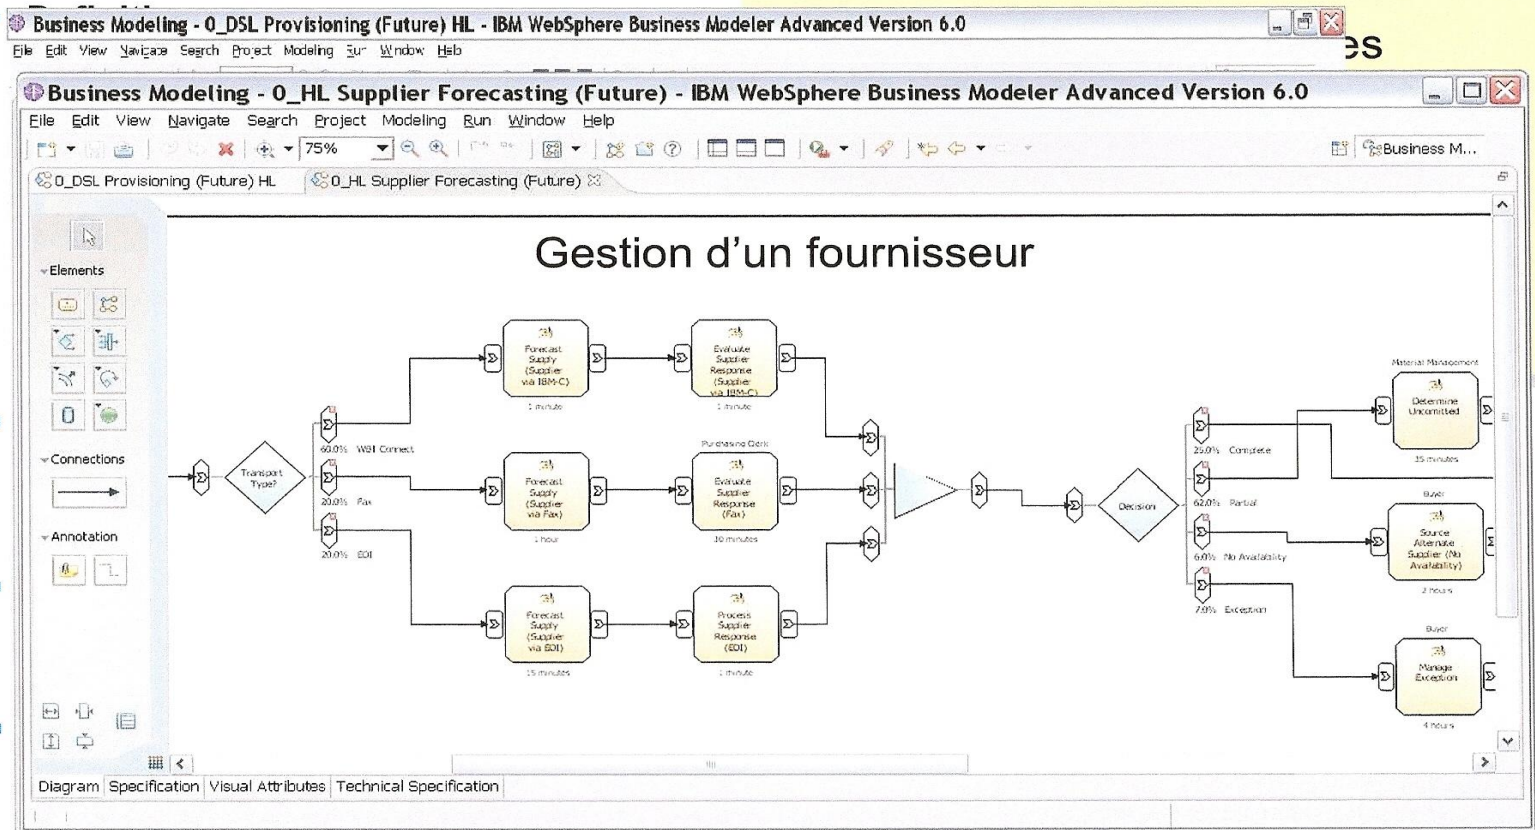 Business Modeling - 0_DSL Provisioning (Future) HL - IBM WebSphere Business Modeler Advanced Version 6.0
File Edit View Navigate Search Project Modeling Run Window Help
es
Business Modeling - 0_HL Supplier Forecasting (Future) - IBM WebSphere Business Modeler Advanced Version 6.0
File Edit View Navigate Search Project Modeling Run Window Help
75%
Business M...
0_DSL Provisioning (Future) HL
0_HL Supplier Forecasting (Future)
Elements
Connections
Annotation
Gestion d'un fournisseur
Transport
Type?
60.0% WBI Connect
20.0% Fax
20.0% EDI
Forecast
Supply
(Supplier
via IBM-C)
1 minute
Evaluate
Supplier
Response
(Supplier
via IBM-C)
1 minute
Forecast
Supply
(Supplier
via Fax)
1 hour
Purchasing Clerk
Evaluate
Supplier
Response
(Fax)
30 minutes
Forecast
Supply
(Supplier
via EDI)
15 minutes
Process
Supplier
Response
(EDI)
1 minute
Decision
25.0% Complete
62.0% Partial
6.0% No Availability
7.0% Exception
Material Management
Determine
Uncomitted
35 minutes
Buyer
Source
Alternate
Supplier (No
Availability)
2 hours
Buyer
Manage
Exception
4 hours
Diagram Specification Visual Attributes Technical Specification